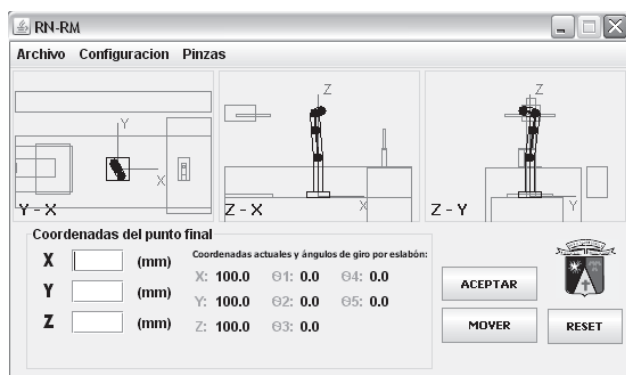 RN-RM
Archivo Configuracion Pinzas
Y
X
Y - X
Z
X
Z - X
Z
Y
Z - Y
Coordenadas del punto final
X (mm)
Y (mm)
Z (mm)
Coordenadas actuales y ángulos de giro por eslabón:
X: 100.0 Θ1: 0.0 Θ4: 0.0
Y: 100.0 Θ2: 0.0 Θ5: 0.0
Z: 100.0 Θ3: 0.0
ACEPTAR
MOVER
RESET